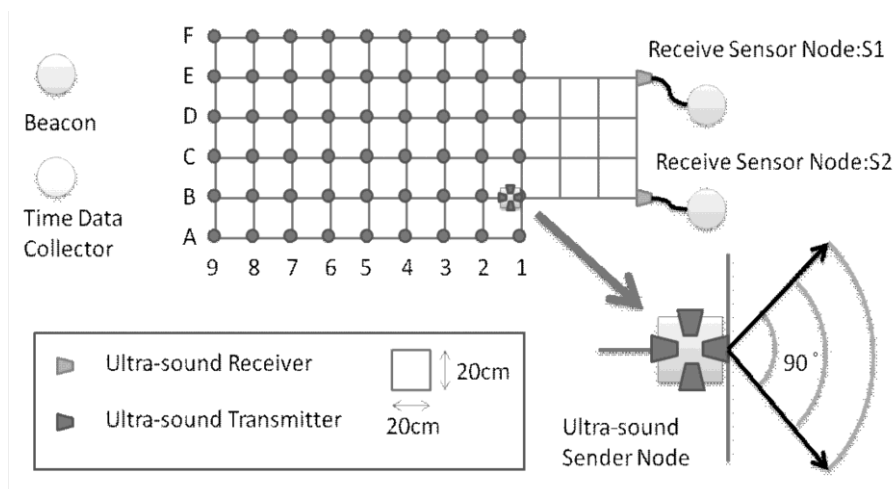 F
E
D
C
B
A
9 8 7 6 5 4 3 2 1
Beacon
Time Data
Collector
Receive Sensor Node:S1
Receive Sensor Node:S2
Ultra-sound Receiver
Ultra-sound Transmitter
20cm
20cm
90°
Ultra-sound
Sender Node